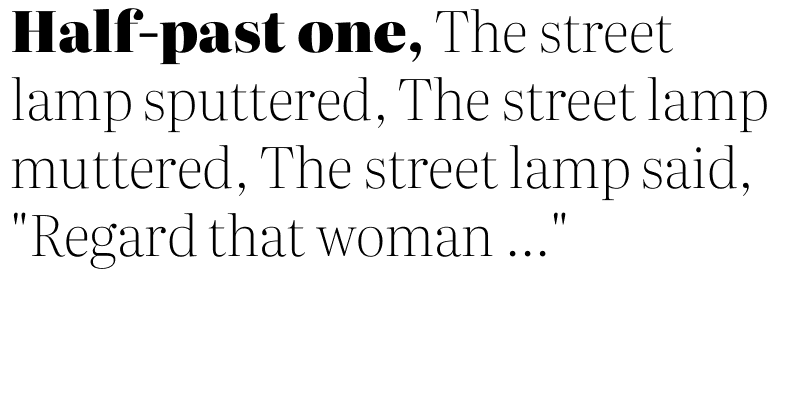 Half-past one, The street
lamp sputtered, The street lamp
muttered, The street lamp said,
"Regard that woman ..."